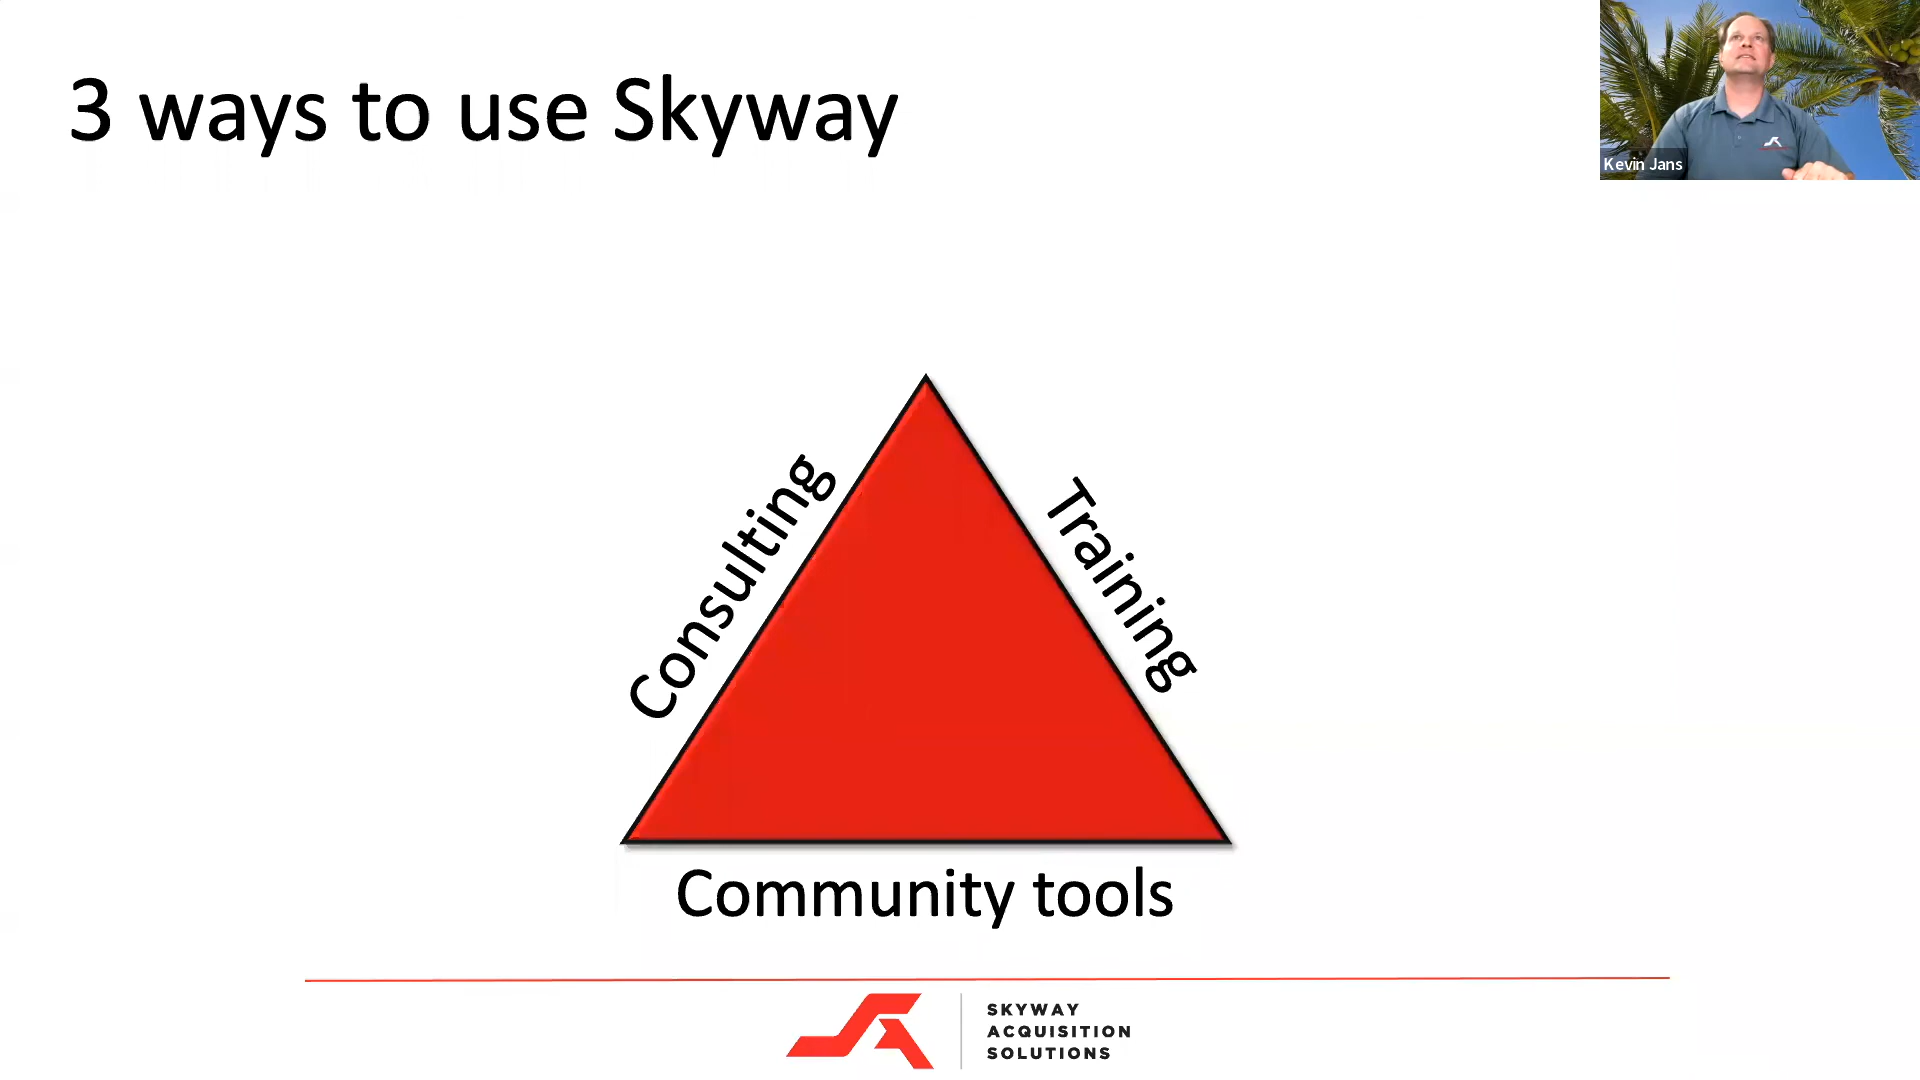 3 ways to use Skyway
Kevin Jans
Consulting
Training
Community tools
SKYWAY
ACQUISITION
SOLUTIONS